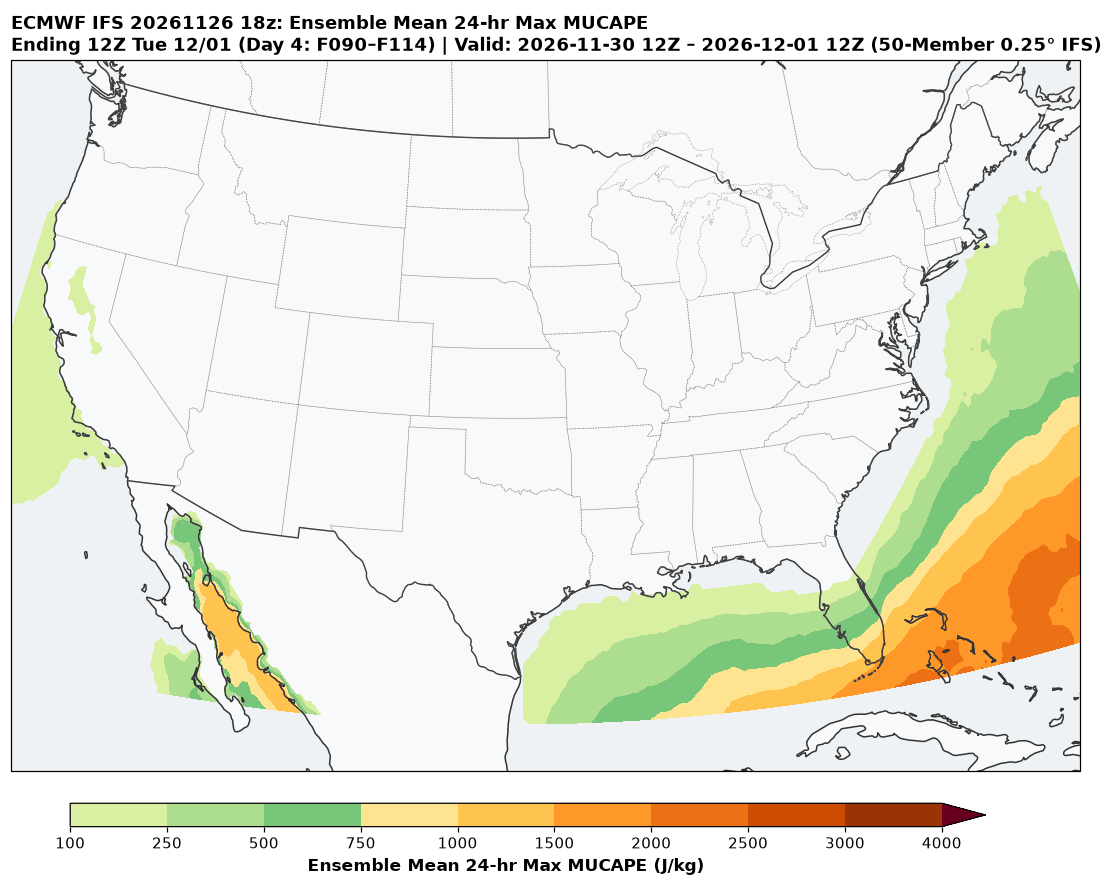 ECMWF IFS 20261126 18z: Ensemble Mean 24-hr Max MUCAPE
Ending 12Z Tue 12/01 (Day 4: F090–F114) | Valid: 2026-11-30 12Z – 2026-12-01 12Z (50-Member 0.25° IFS)
100 250 500 750 1000 1500 2000 2500 3000 4000
Ensemble Mean 24-hr Max MUCAPE (J/kg)